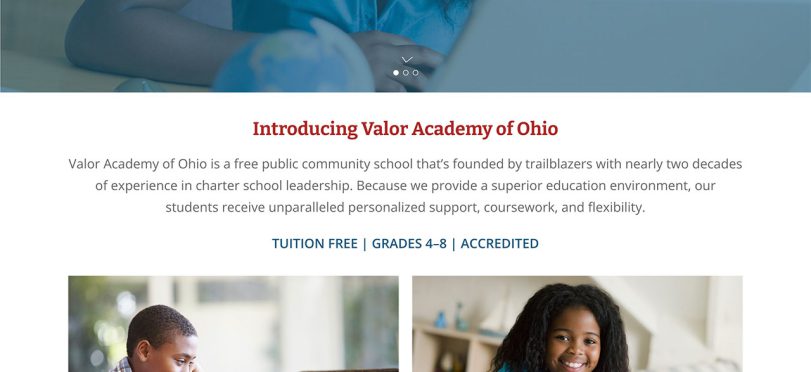 Introducing Valor Academy of Ohio
Valor Academy of Ohio is a free public community school that’s founded by trailblazers with nearly two decades
of experience in charter school leadership. Because we provide a superior education environment, our
students receive unparalleled personalized support, coursework, and flexibility.
TUITION FREE | GRADES 4–8 | ACCREDITED